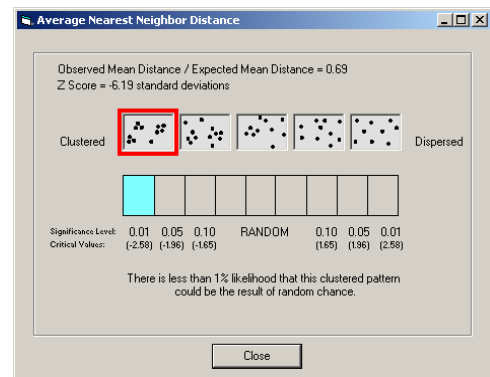 Average Nearest Neighbor Distance
Observed Mean Distance / Expected Mean Distance = 0.69
Z Score = -6.19 standard deviations
Clustered
Dispersed
Significance Level: 0.01 0.05 0.10 RANDOM 0.10 0.05 0.01
Critical Values: (-2.58) (-1.96) (-1.65) (1.65) (1.96) (2.58)
There is less than 1% likelihood that this clustered pattern
could be the result of random chance.
Close